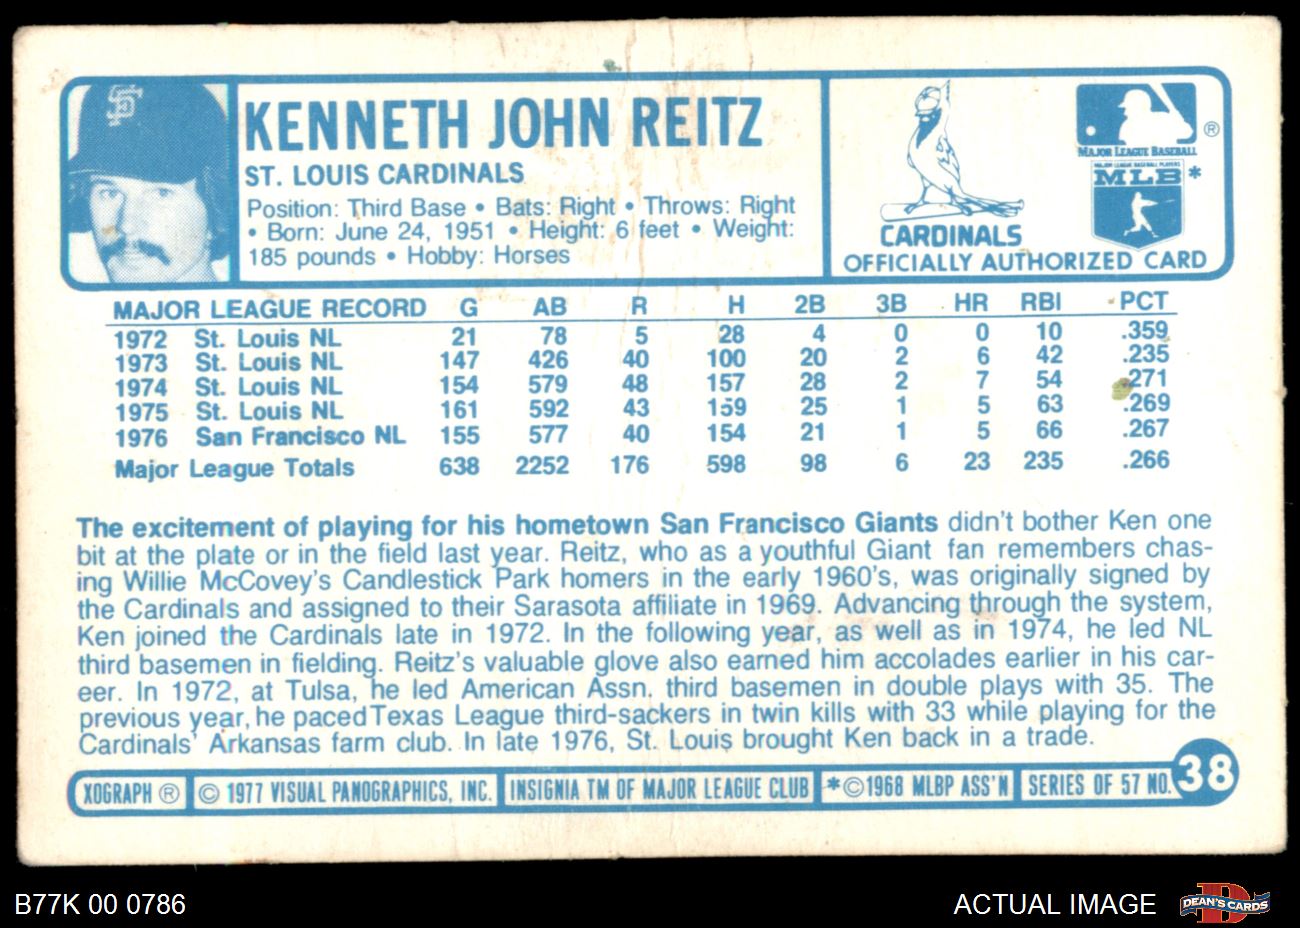 SF
KENNETH JOHN REITZ
ST. LOUIS CARDINALS
Position: Third Base • Bats: Right • Throws: Right
• Born: June 24, 1951 • Height: 6 feet • Weight:
185 pounds • Hobby: Horses
CARDINALS
OFFICIALLY AUTHORIZED CARD
®
MAJOR LEAGUE BASEBALL
MAJOR LEAGUE BASEBALL PLAYERS
MLB *
MAJOR LEAGUE RECORD G AB R H 2B 3B HR RBI PCT
1972 St. Louis NL 21 78 5 28 4 0 0 10 .359
1973 St. Louis NL 147 426 40 100 20 2 6 42 .235
1974 St. Louis NL 154 579 48 157 28 2 7 54 .271
1975 St. Louis NL 161 592 43 159 25 1 5 63 .269
1976 San Francisco NL 155 577 40 154 21 1 5 66 .267
Major League Totals 638 2252 176 598 98 6 23 235 .266
The excitement of playing for his hometown San Francisco Giants didn't bother Ken one
bit at the plate or in the field last year. Reitz, who as a youthful Giant fan remembers chas-
ing Willie McCovey's Candlestick Park homers in the early 1960's, was originally signed by
the Cardinals and assigned to their Sarasota affiliate in 1969. Advancing through the system,
Ken joined the Cardinals late in 1972. In the following year, as well as in 1974, he led NL
third basemen in fielding. Reitz's valuable glove also earned him accolades earlier in his car-
eer. In 1972, at Tulsa, he led American Assn. third basemen in double plays with 35. The
previous year, he paced Texas League third-sackers in twin kills with 33 while playing for the
Cardinals' Arkansas farm club. In late 1976, St. Louis brought Ken back in a trade.
XOGRAPH ® © 1977 VISUAL PANOGRAPHICS, INC. INSIGNIA TM OF MAJOR LEAGUE CLUB *©1968 MLBP ASS'N SERIES OF 57 NO. 38
B77K 00 0786
ACTUAL IMAGE
DEAN'S CARDS